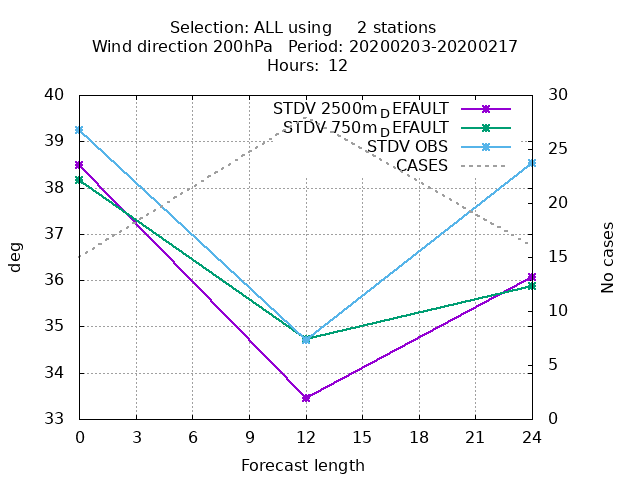 Selection: ALL using 2 stations
Wind direction 200hPa Period: 20200203-20200217
Hours: 12
STDV 2500m_DEFAULT
STDV 750m_DEFAULT
STDV OBS
CASES
40
39
38
37
36
35
34
33
deg
30
25
20
15
10
5
0
No cases
0 3 6 9 12 15 18 21 24
Forecast length